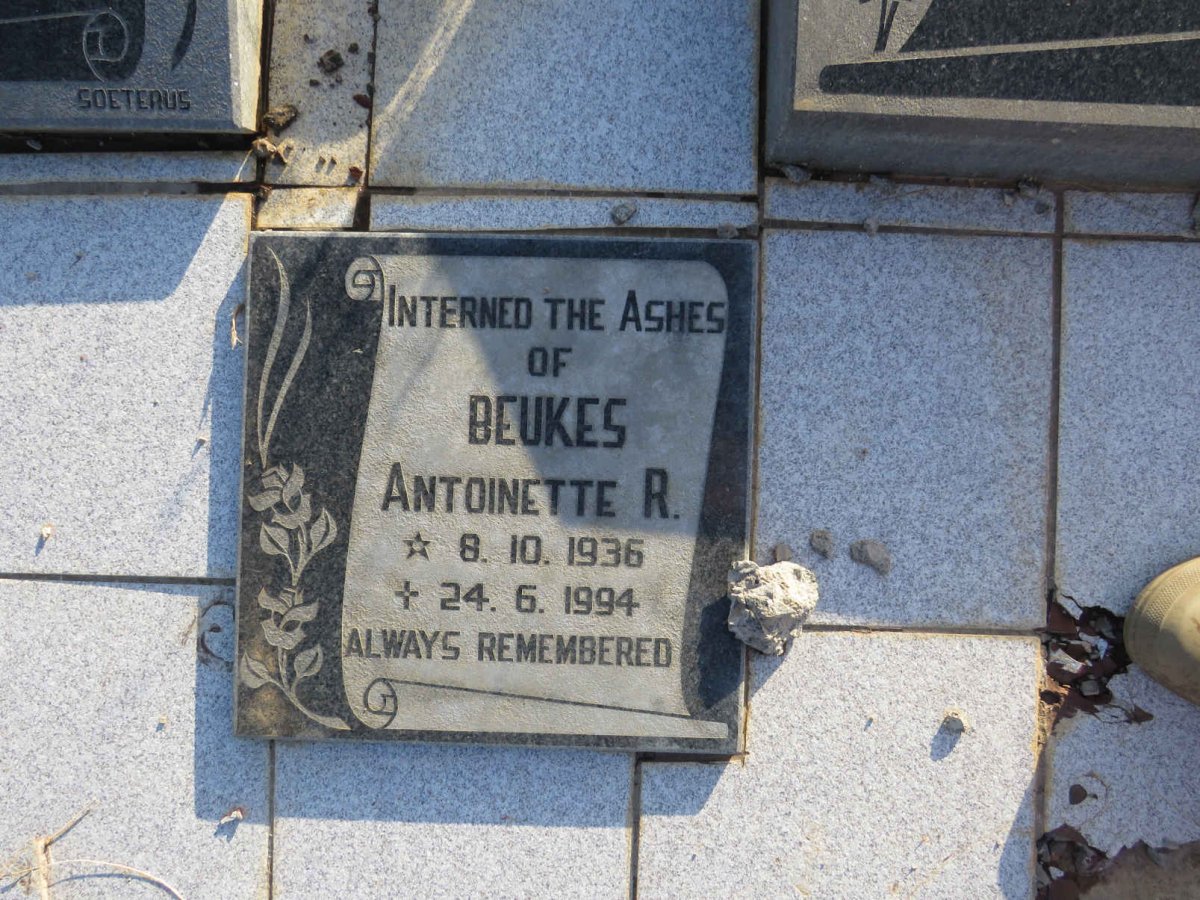 SOETERUS
INTERNED THE ASHES
OF
BEUKES
ANTOINETTE R.
☆ 8. 10. 1936
+ 24. 6. 1994
ALWAYS REMEMBERED